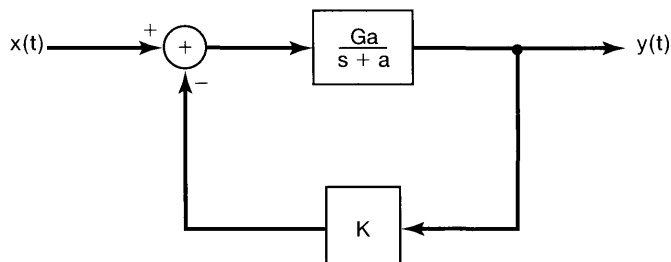 x(t)
+
+
−
Ga
s + a
y(t)
K